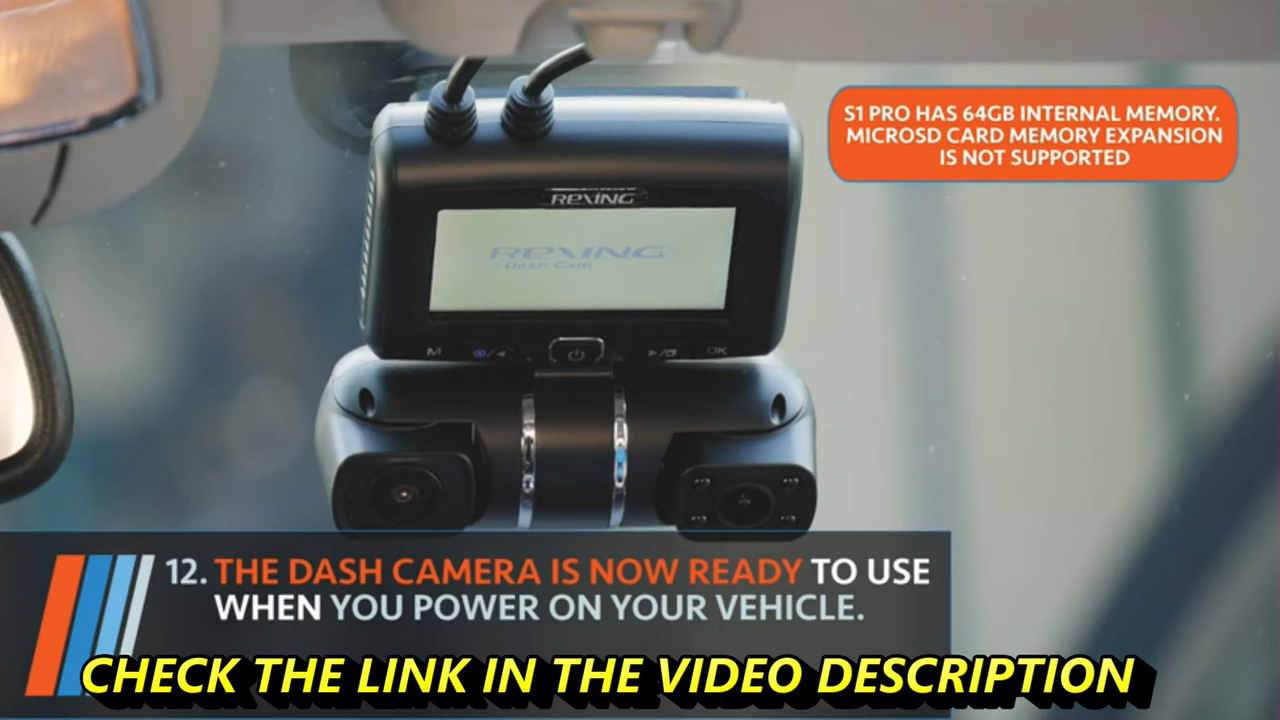 S1 PRO HAS 64GB INTERNAL MEMORY.
MICROSD CARD MEMORY EXPANSION
IS NOT SUPPORTED
REXING
REXING
Dash Cam
M
OK
12. THE DASH CAMERA IS NOW READY TO USE
WHEN YOU POWER ON YOUR VEHICLE.
CHECK THE LINK IN THE VIDEO DESCRIPTION